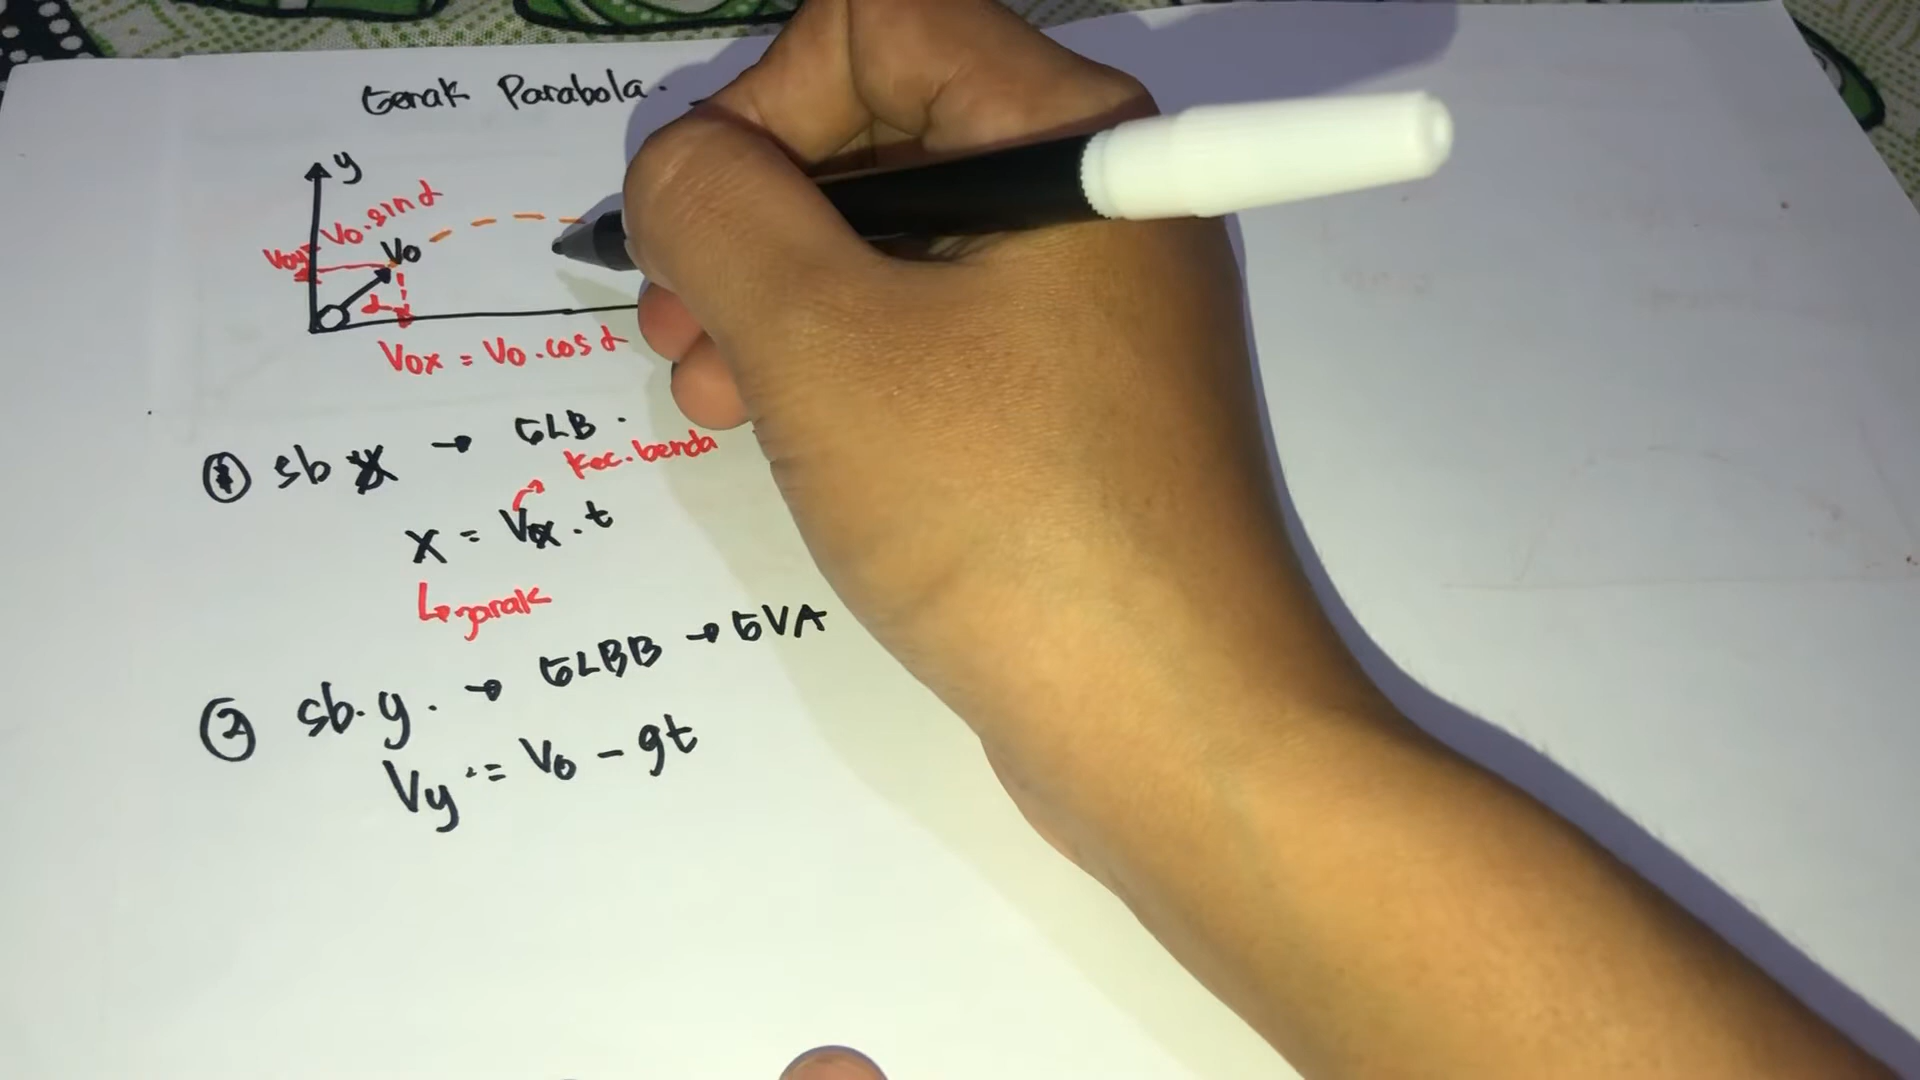 Gerak Parabola.
y
Voy = Vo.sin α
Vo
α
Vox = Vo.cos α
① sb x → GLB.
kec.benda
x = Vox.t
↳ jarak
② sb.y. → GLBB → GVA
Vy = Vo - gt